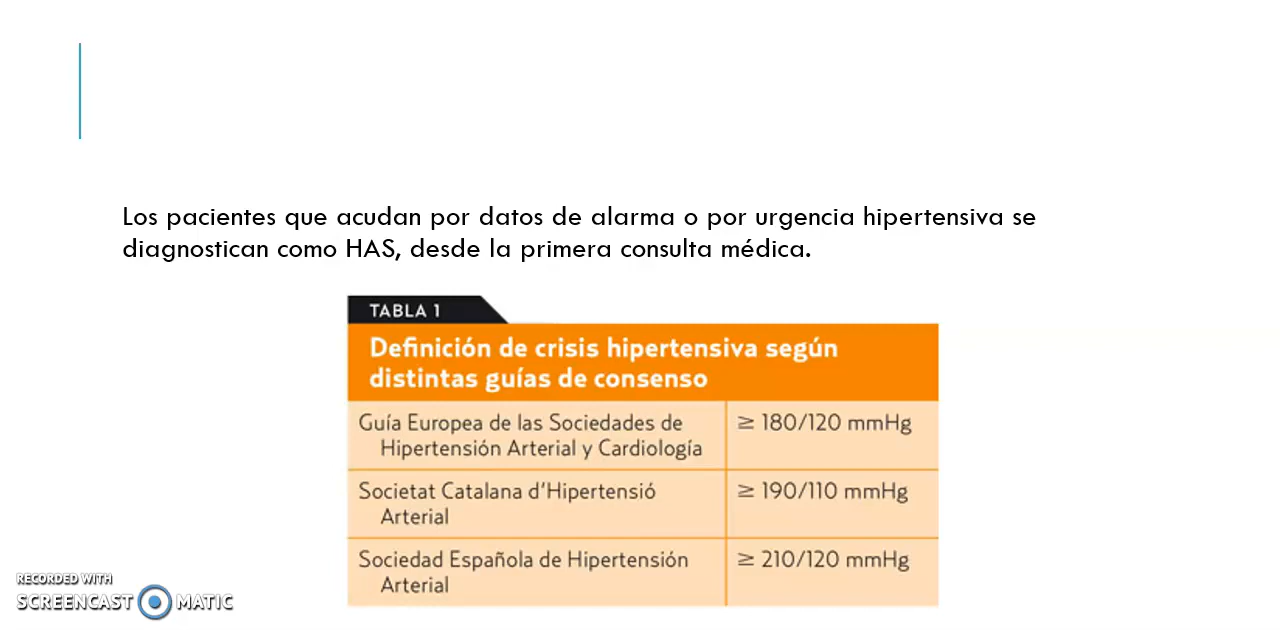 Los pacientes que acudan por datos de alarma o por urgencia hipertensiva se
diagnostican como HAS, desde la primera consulta médica.
TABLA 1
Definición de crisis hipertensiva según
distintas guías de consenso
Guía Europea de las Sociedades de
Hipertensión Arterial y Cardiología
≥ 180/120 mmHg
Societat Catalana d'Hipertensió
Arterial
≥ 190/110 mmHg
Sociedad Española de Hipertensión
Arterial
≥ 210/120 mmHg
RECORDED WITH
SCREENCAST MATIC